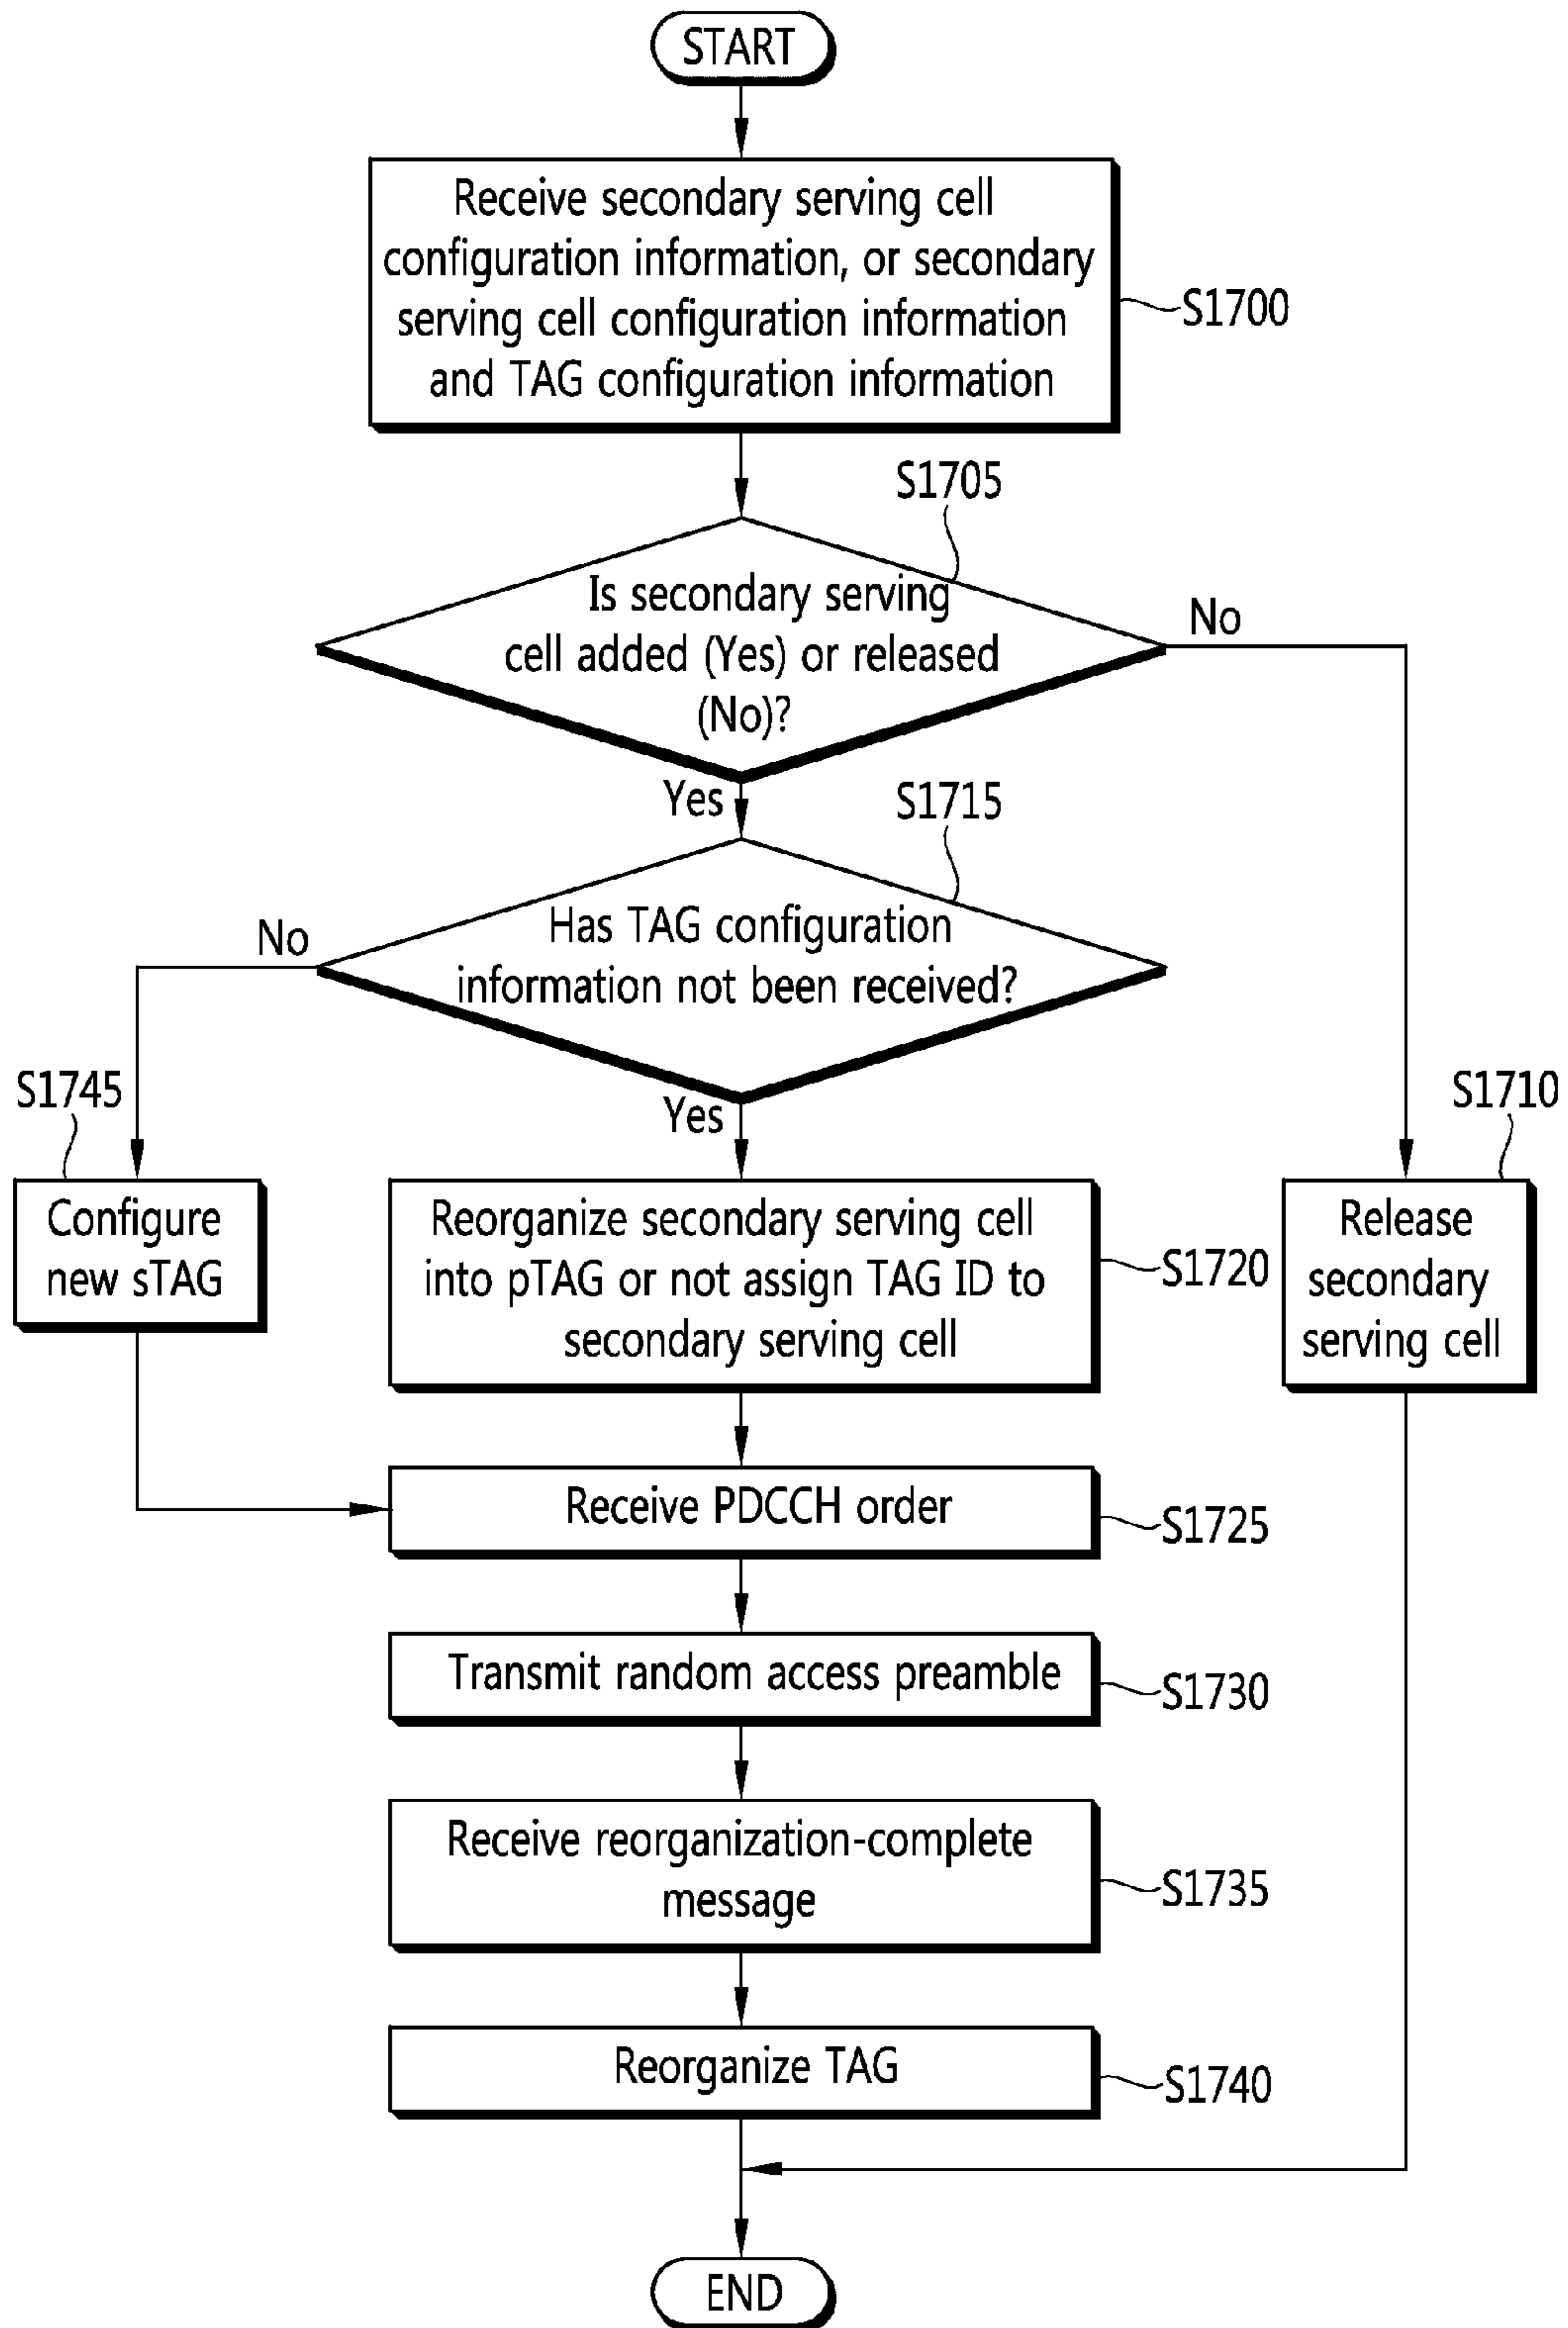 START
Receive secondary serving cell
configuration information, or secondary
serving cell configuration information
and TAG configuration information
S1700
S1705
Is secondary serving
cell added (Yes) or released
(No)?
No
Yes
S1715
Has TAG configuration
information not been received?
No
Yes
S1745
Configure
new sTAG
Reorganize secondary serving cell
into pTAG or not assign TAG ID to
secondary serving cell
S1720
S1710
Release
secondary
serving cell
Receive PDCCH order
S1725
Transmit random access preamble
S1730
Receive reorganization-complete
message
S1735
Reorganize TAG
S1740
END